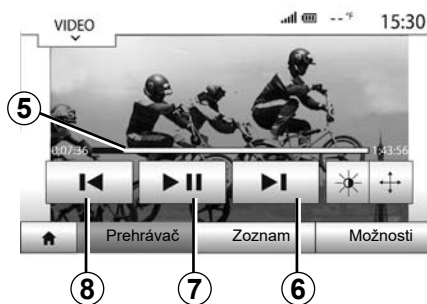 VIDEO
--°F 15:30
5
0:07:36 1:43:56
Prehrávač Zoznam Možnosti
8 7 6